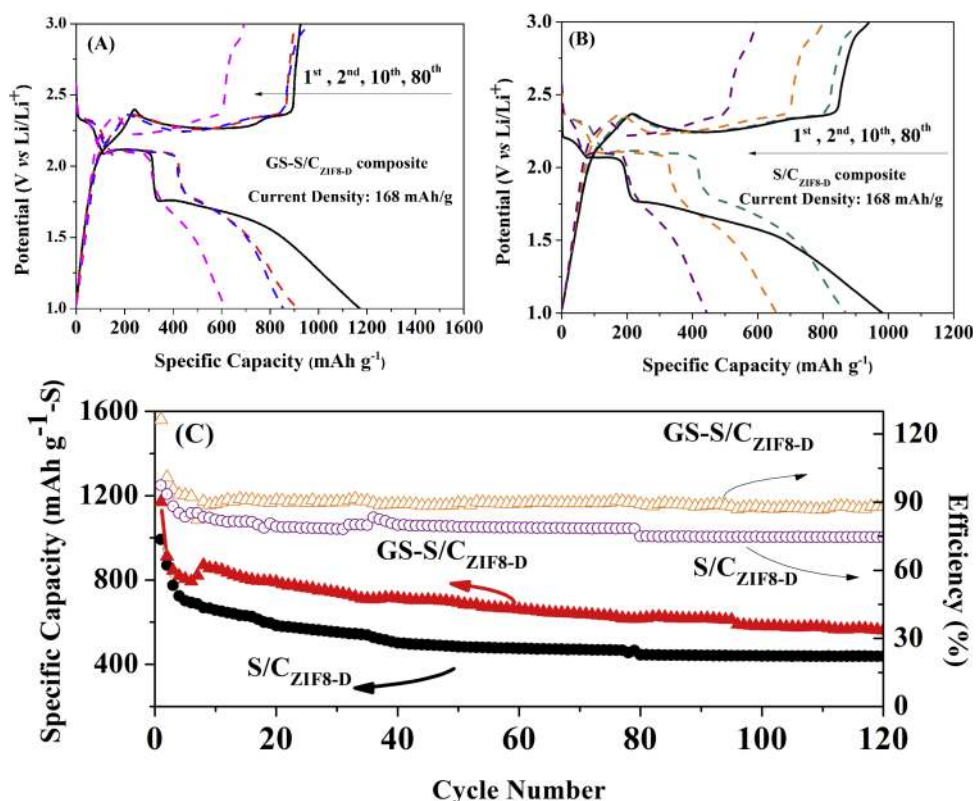 (A)
1st, 2nd, 10th, 80th
GS-S/CZIF8-D composite
Current Density: 168 mAh/g
Potential (V vs Li/Li+)
3.0
2.5
2.0
1.5
1.0
0 200 400 600 800 1000 1200 1400 1600
Specific Capacity (mAh g-1)
(B)
1st, 2nd, 10th, 80th
S/CZIF8-D composite
Current Density: 168 mAh/g
Potential (V vs Li/Li+)
3.0
2.5
2.0
1.5
1.0
0 200 400 600 800 1000 1200
Specific Capacity (mAh g-1)
(C)
GS-S/CZIF8-D
GS-S/CZIF8-D
S/CZIF8-D
S/CZIF8-D
Specific Capacity (mAh g-1-S)
1600
1200
800
400
Efficiency (%)
120
90
60
30
0
0 20 40 60 80 100 120
Cycle Number